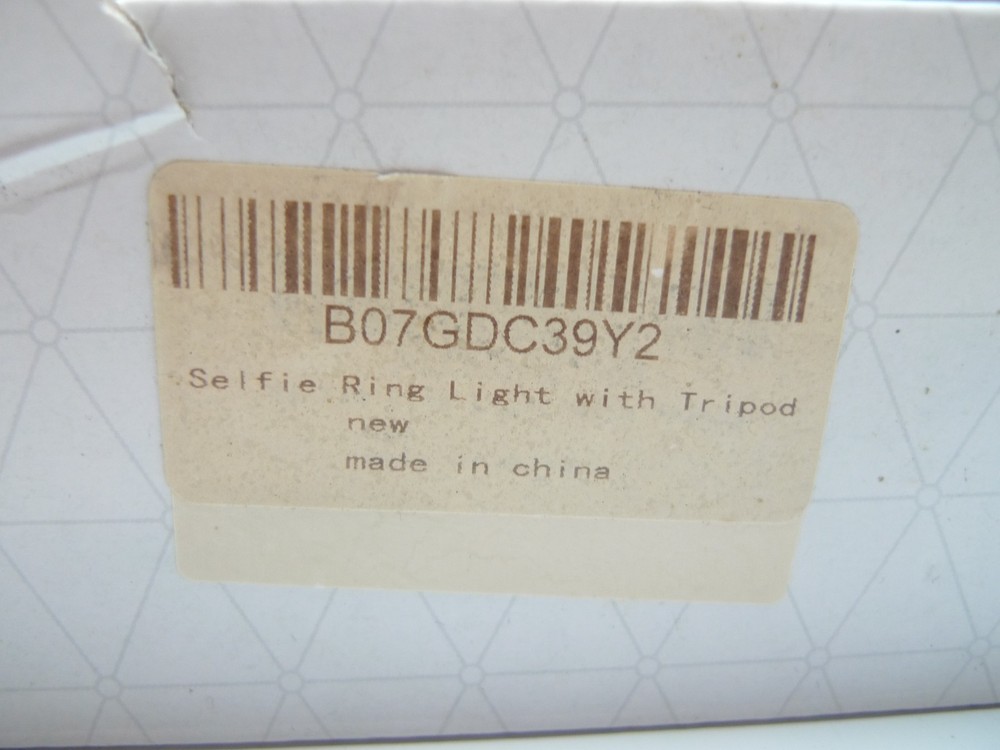 B07GDC39Y2
Selfie Ring Light with Tripod
new
made in china